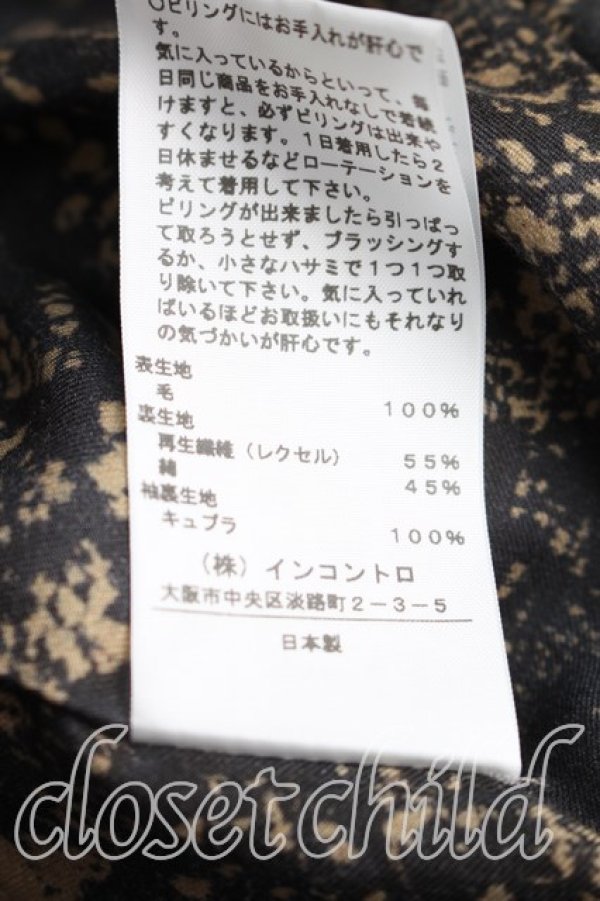 ○ピリングにはお手入れが肝心で
す。
気に入っているからといって、毎
日同じ商品をお手入れなしで着続
けますと、必ずピリングは出来や
すくなります。1日着用したら2
日休ませるなどローテーションを
考えて着用して下さい。
ピリングが出来ましたら引っぱっ
て取ろうとせず、ブラッシングす
るか、小さなハサミで1つ1つ取
り除いて下さい。気に入っていれ
ばいるほどお取扱いにもそれなり
の気づかいが肝心です。
表生地
毛 100%
裏生地
再生繊維(レクセル) 55%
綿 45%
袖裏生地
キュプラ 100%
(株)インコントロ
大阪市中央区淡路町2-3-5
日本製
closetchild